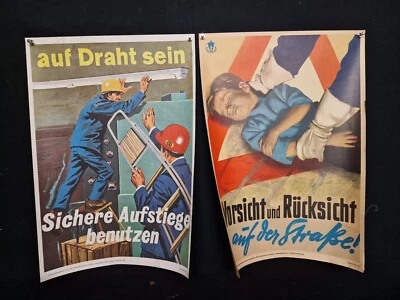 auf Draht sein
Sichere Aufstiege
benutzen
Vorsicht und Rücksicht
auf der Straße!